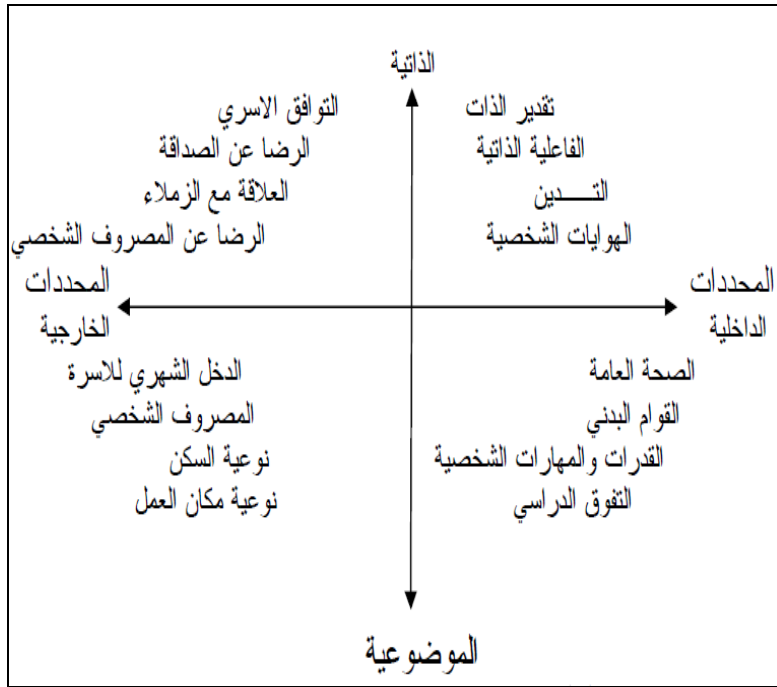 الذاتية
تقدير الذات
الفاعلية الذاتية
التـــــدين
الهوايات الشخصية
التوافق الاسري
الرضا عن الصداقة
العلاقة مع الزملاء
الرضا عن المصروف الشخصي
المحددات
الداخلية
المحددات
الخارجية
الصحة العامة
القوام البدني
القدرات والمهارات الشخصية
التفوق الدراسي
الدخل الشهري للاسرة
المصروف الشخصي
نوعية السكن
نوعية مكان العمل
الموضوعية